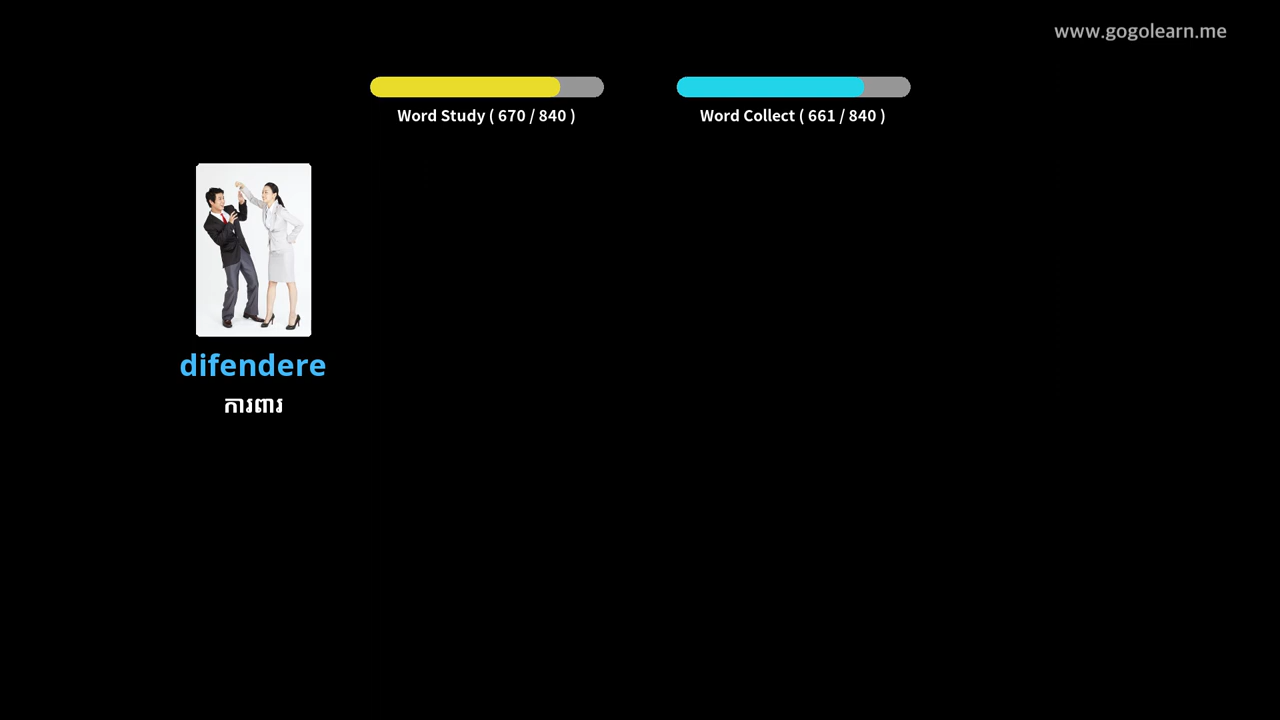 www.gogolearn.me
Word Study ( 670 / 840 )
Word Collect ( 661 / 840 )
difendere
ការពារ